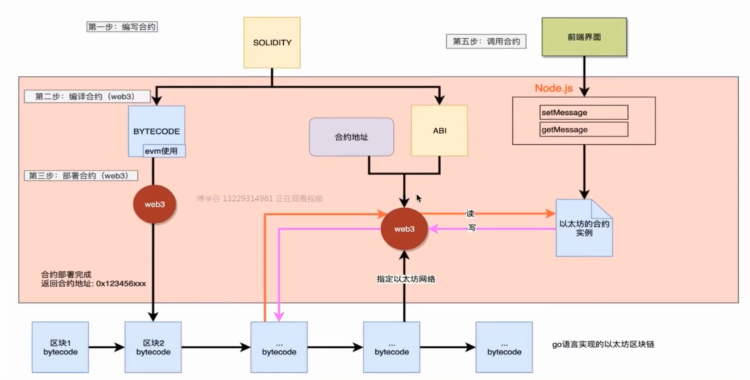 第一步：编写合约
SOLIDITY
第五步：调用合约
前端界面
第二步：编译合约（web3）
Node.js
BYTECODE
evm使用
合约地址
ABI
setMessage
getMessage
第三步：部署合约（web3）
web3
博学谷 13229314961 正在观看视频
web3
读
写
以太坊的合约
实例
合约部署完成
返回合约地址: 0x123456xxx
指定以太坊网络
区块1
bytecode
区块2
bytecode
...
bytecode
...
bytecode
...
bytecode
go语言实现的以太坊区块链